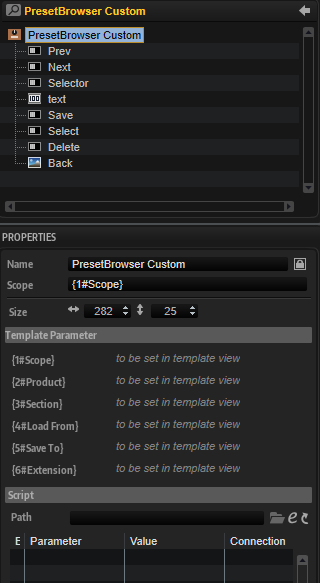 PresetBrowser Custom
PresetBrowser Custom
Prev
Next
Selector
text
Save
Select
Delete
Back
PROPERTIES
Name PresetBrowser Custom
Scope {1#Scope}
Size 282 25
Template Parameter
{1#Scope} to be set in template view
{2#Product} to be set in template view
{3#Section} to be set in template view
{4#Load From} to be set in template view
{5#Save To} to be set in template view
{6#Extension} to be set in template view
Script
Path e
E Parameter Value Connection